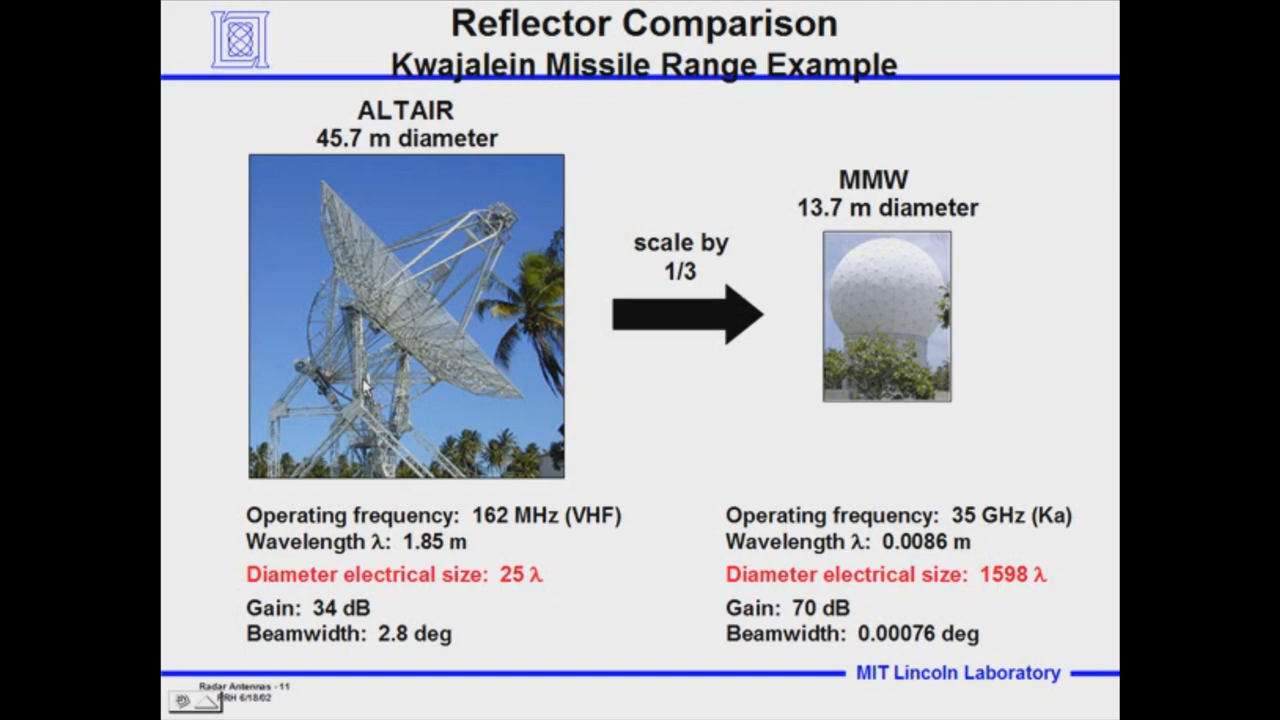 Reflector Comparison
Kwajalein Missile Range Example
ALTAIR
45.7 m diameter
MMW
13.7 m diameter
scale by
1/3
Operating frequency: 162 MHz (VHF)
Wavelength λ: 1.85 m
Diameter electrical size: 25 λ
Gain: 34 dB
Beamwidth: 2.8 deg
Operating frequency: 35 GHz (Ka)
Wavelength λ: 0.0086 m
Diameter electrical size: 1598 λ
Gain: 70 dB
Beamwidth: 0.00076 deg
MIT Lincoln Laboratory
Radar Antennas - 11
6/18/02